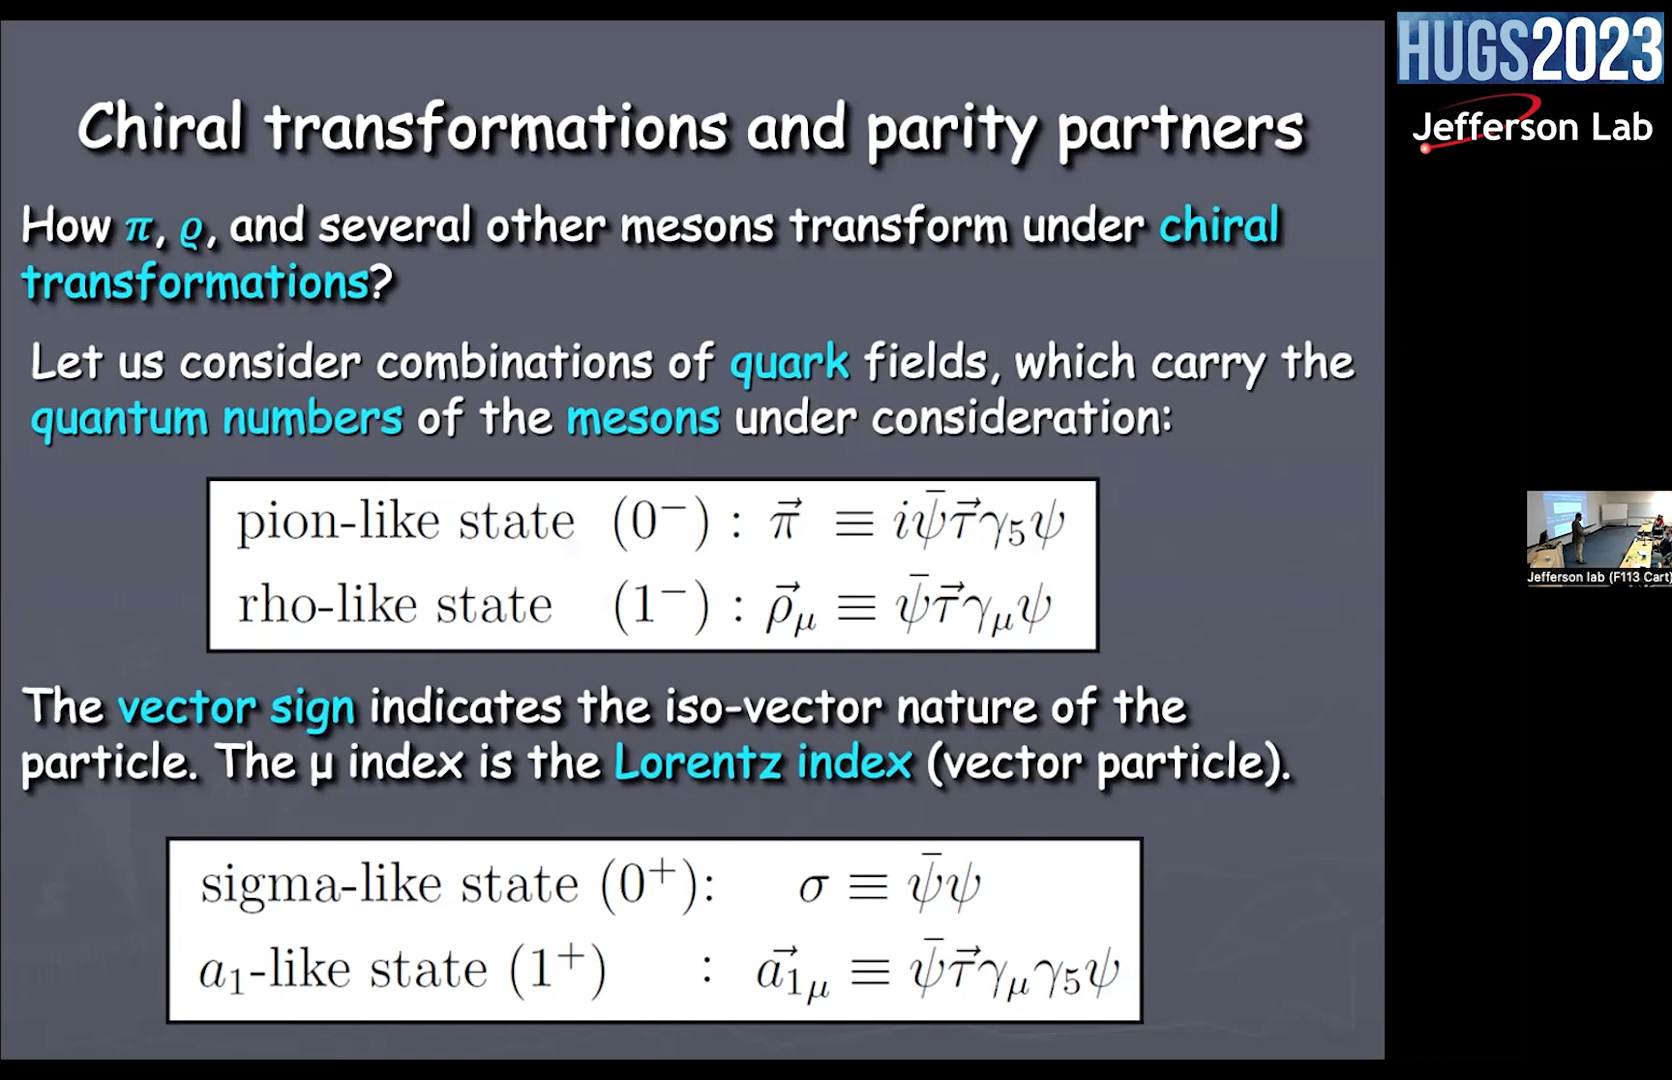 Chiral transformations and parity partners
How π, ϱ, and several other mesons transform under chiral
transformations?
Let us consider combinations of quark fields, which carry the
quantum numbers of the mesons under consideration:
pion-like state (0⁻) : π⃗ ≡ iψ̄τ⃗γ₅ψ
rho-like state (1⁻) : ρ⃗_μ ≡ ψ̄τ⃗γ_μψ
The vector sign indicates the iso-vector nature of the
particle. The μ index is the Lorentz index (vector particle).
sigma-like state (0⁺): σ ≡ ψ̄ψ
a₁-like state (1⁺) : a⃗₁_μ ≡ ψ̄τ⃗γ_μγ₅ψ
HUGS2023
Jefferson Lab
Jefferson lab (F113 Cart)